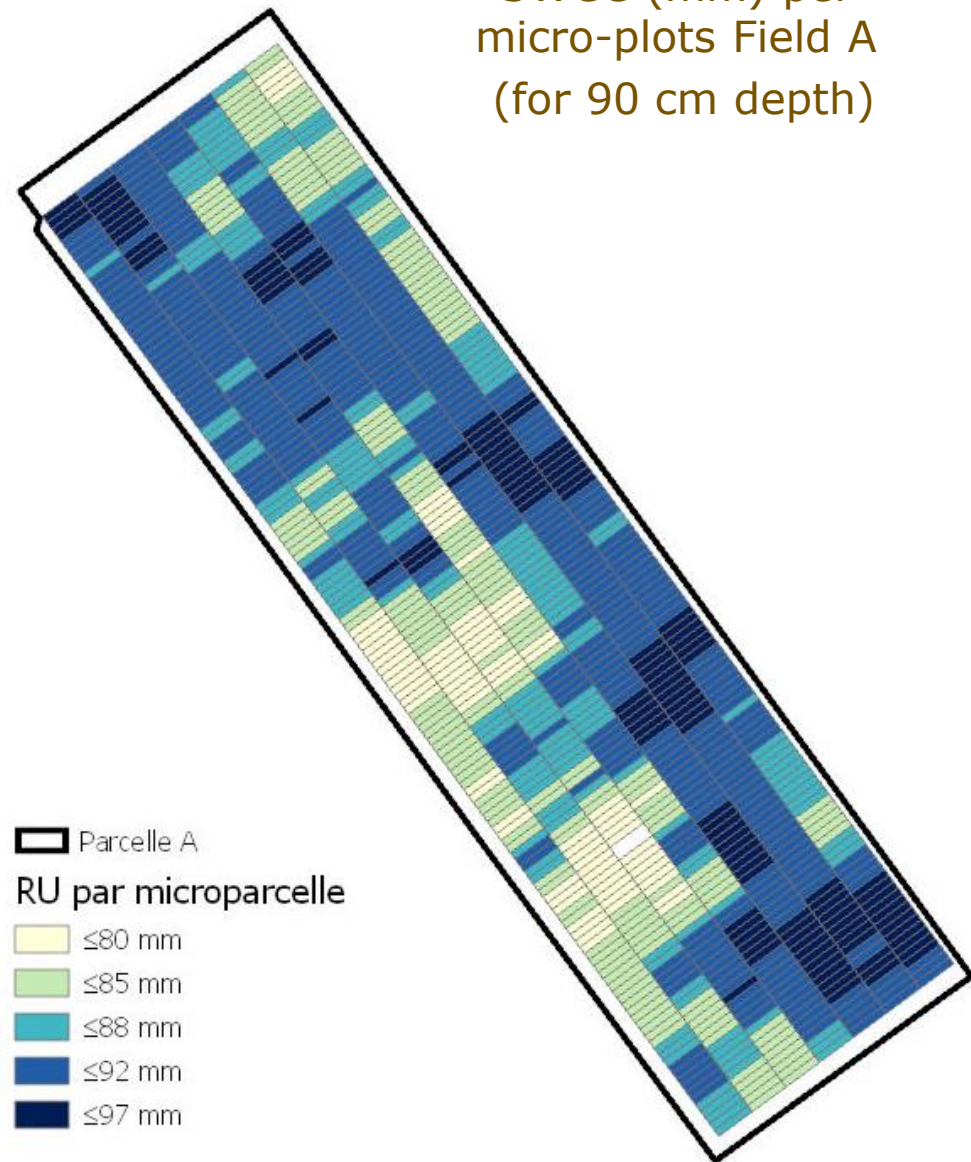 micro-plots Field A
(for 90 cm depth)
Parcelle A
RU par microparcelle
≤80 mm
≤85 mm
≤88 mm
≤92 mm
≤97 mm